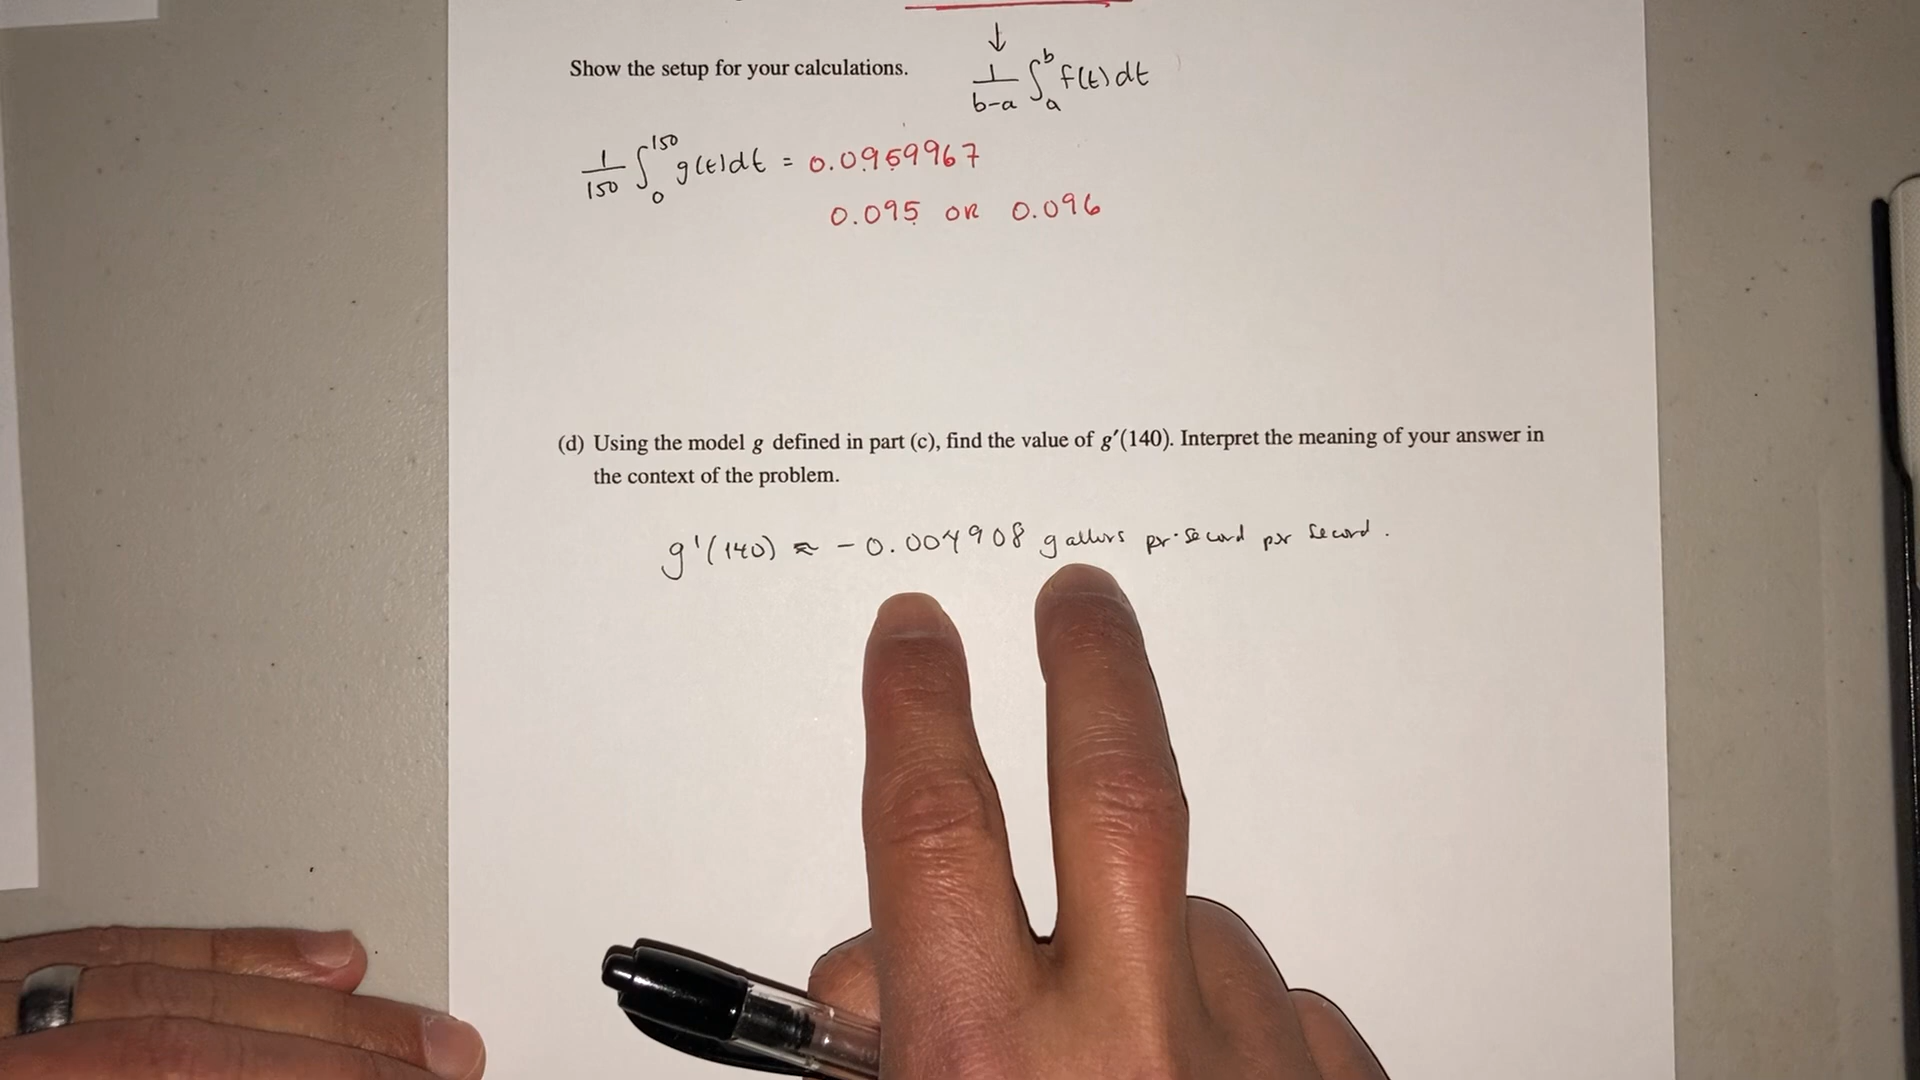 ↓
Show the setup for your calculations.
1/(b-a) ∫_a^b f(t) dt
1/150 ∫_0^150 g(t) dt = 0.0959967
0.095 OR 0.096
(d) Using the model g defined in part (c), find the value of g′(140). Interpret the meaning of your answer in
the context of the problem.
g'(140) ≈ -0.004908 gallons per second per second.